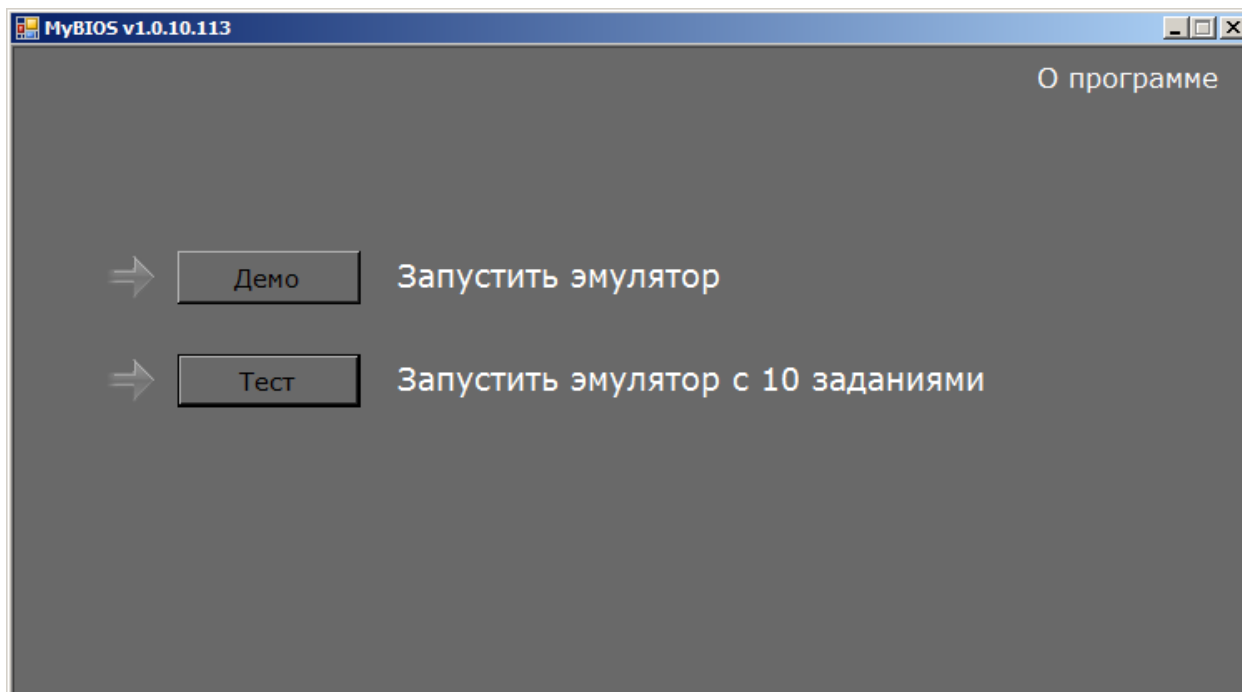 MyBIOS v1.0.10.113
О программе
Демо Запустить эмулятор
Тест Запустить эмулятор с 10 заданиями